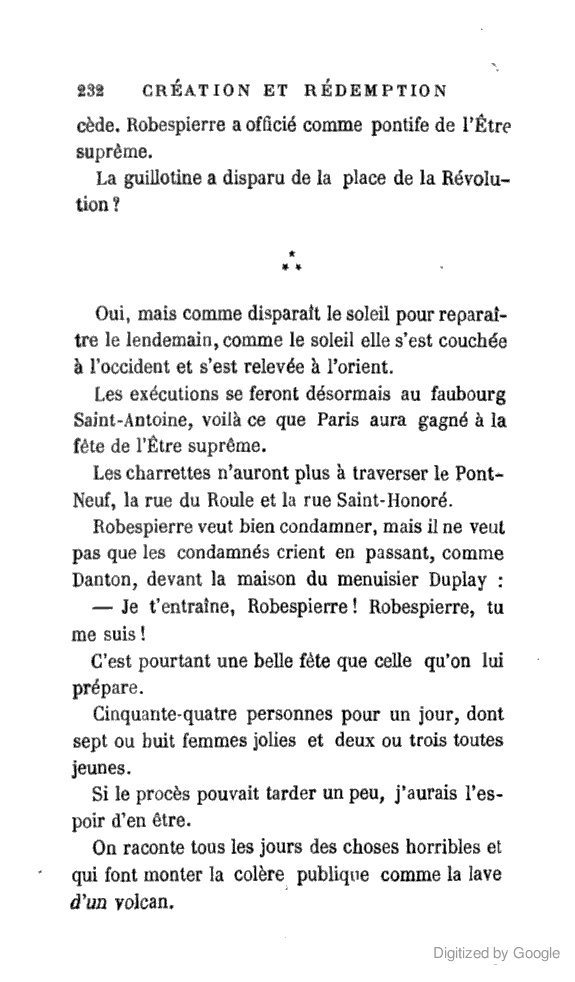 232 CRÉATION ET RÉDEMPTION
cède. Robespierre a officié comme pontife de l'Être
suprême.
La guillotine a disparu de la place de la Révolu-
tion ?
*
* *
Oui, mais comme disparaît le soleil pour reparaî-
tre le lendemain, comme le soleil elle s'est couchée
à l'occident et s'est relevée à l'orient.
Les exécutions se feront désormais au faubourg
Saint-Antoine, voilà ce que Paris aura gagné à la
fête de l'Être suprême.
Les charrettes n'auront plus à traverser le Pont-
Neuf, la rue du Roule et la rue Saint-Honoré.
Robespierre veut bien condamner, mais il ne veut
pas que les condamnés crient en passant, comme
Danton, devant la maison du menuisier Duplay :
— Je t'entraîne, Robespierre ! Robespierre, tu
me suis !
C'est pourtant une belle fête que celle qu'on lui
prépare.
Cinquante-quatre personnes pour un jour, dont
sept ou huit femmes jolies et deux ou trois toutes
jeunes.
Si le procès pouvait tarder un peu, j'aurais l'es-
poir d'en être.
On raconte tous les jours des choses horribles et
qui font monter la colère publique comme la lave
d'un volcan.
Digitized by Google